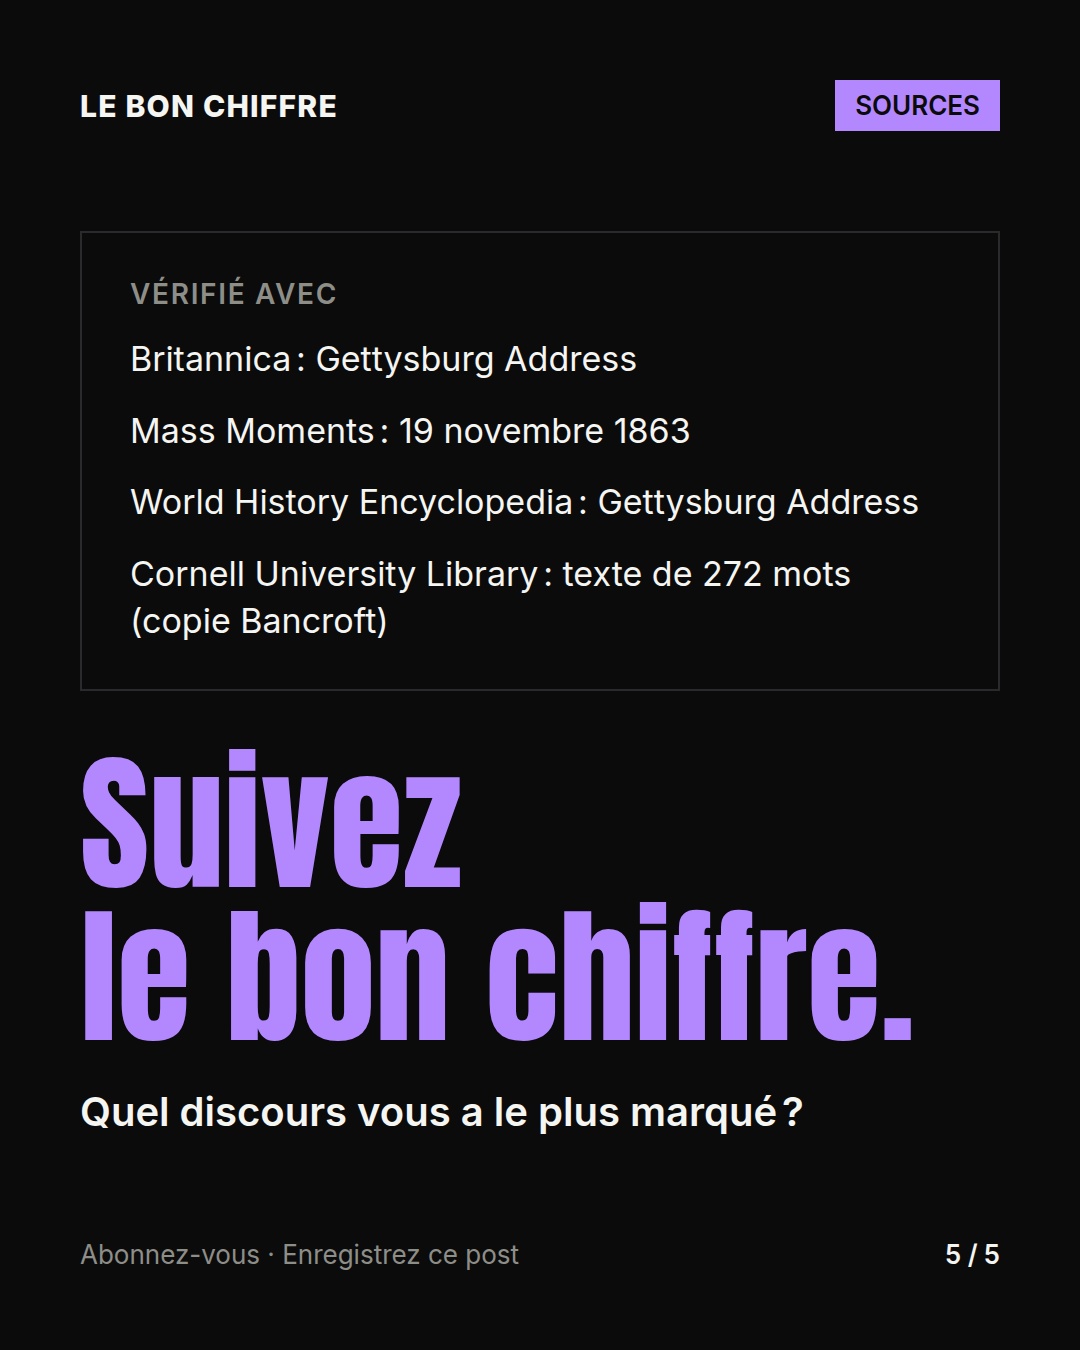 LE BON CHIFFRE
SOURCES
VÉRIFIÉ AVEC
Britannica : Gettysburg Address
Mass Moments : 19 novembre 1863
World History Encyclopedia : Gettysburg Address
Cornell University Library : texte de 272 mots
(copie Bancroft)
Suivez
le bon chiffre.
Quel discours vous a le plus marqué ?
Abonnez-vous · Enregistrez ce post
5 / 5